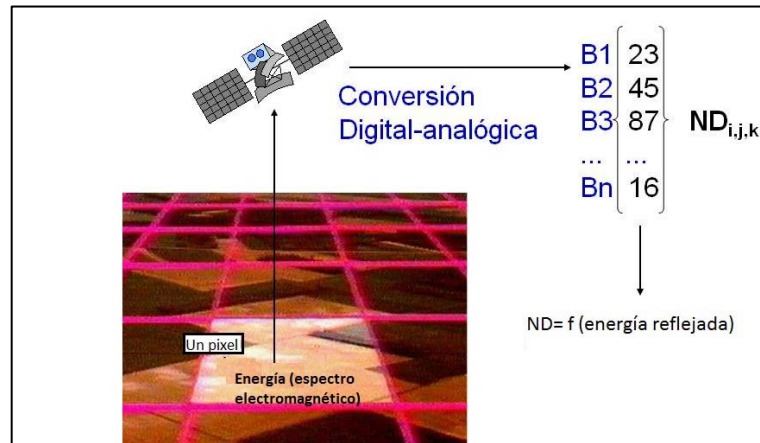 Conversión
Digital-analógica
B1 23
B2 45
B3 87
... ...
Bn 16
ND i,j,k
ND= f (energía reflejada)
Un pixel
Energía (espectro
electromagnético)